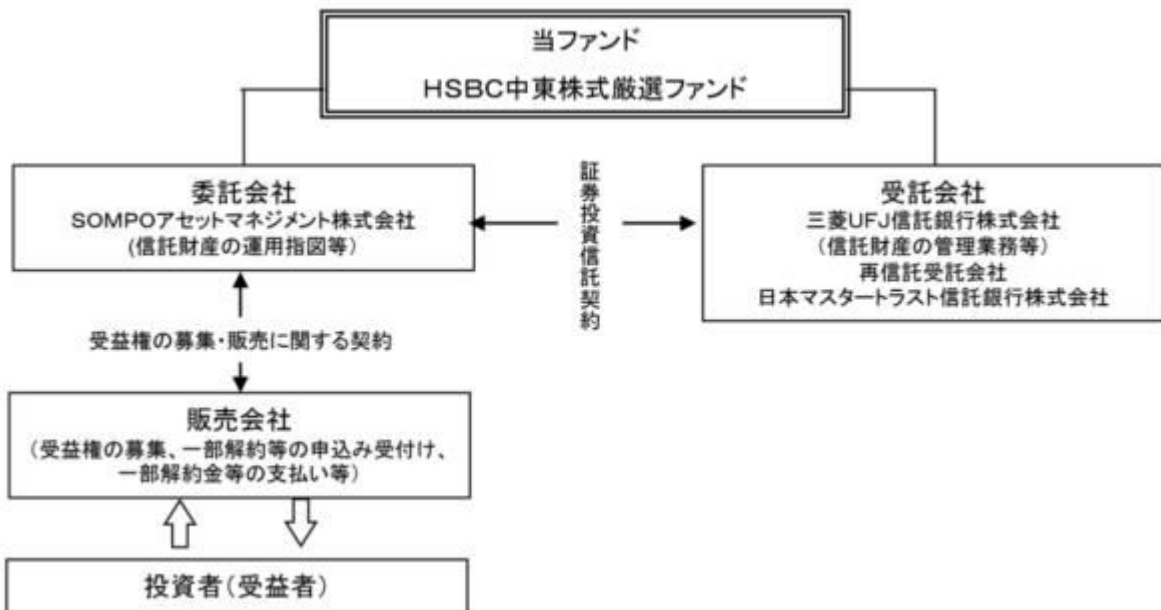 当ファンド
HSBC中東株式厳選ファンド
委託会社
SOMPOアセットマネジメント株式会社
(信託財産の運用指図等)
証券投資信託契約
受託会社
三菱UFJ信託銀行株式会社
(信託財産の管理業務等)
再信託受託会社
日本マスタートラスト信託銀行株式会社
受益権の募集・販売に関する契約
販売会社
(受益権の募集、一部解約等の申込み受付け、
一部解約金等の支払い等)
投資者(受益者)